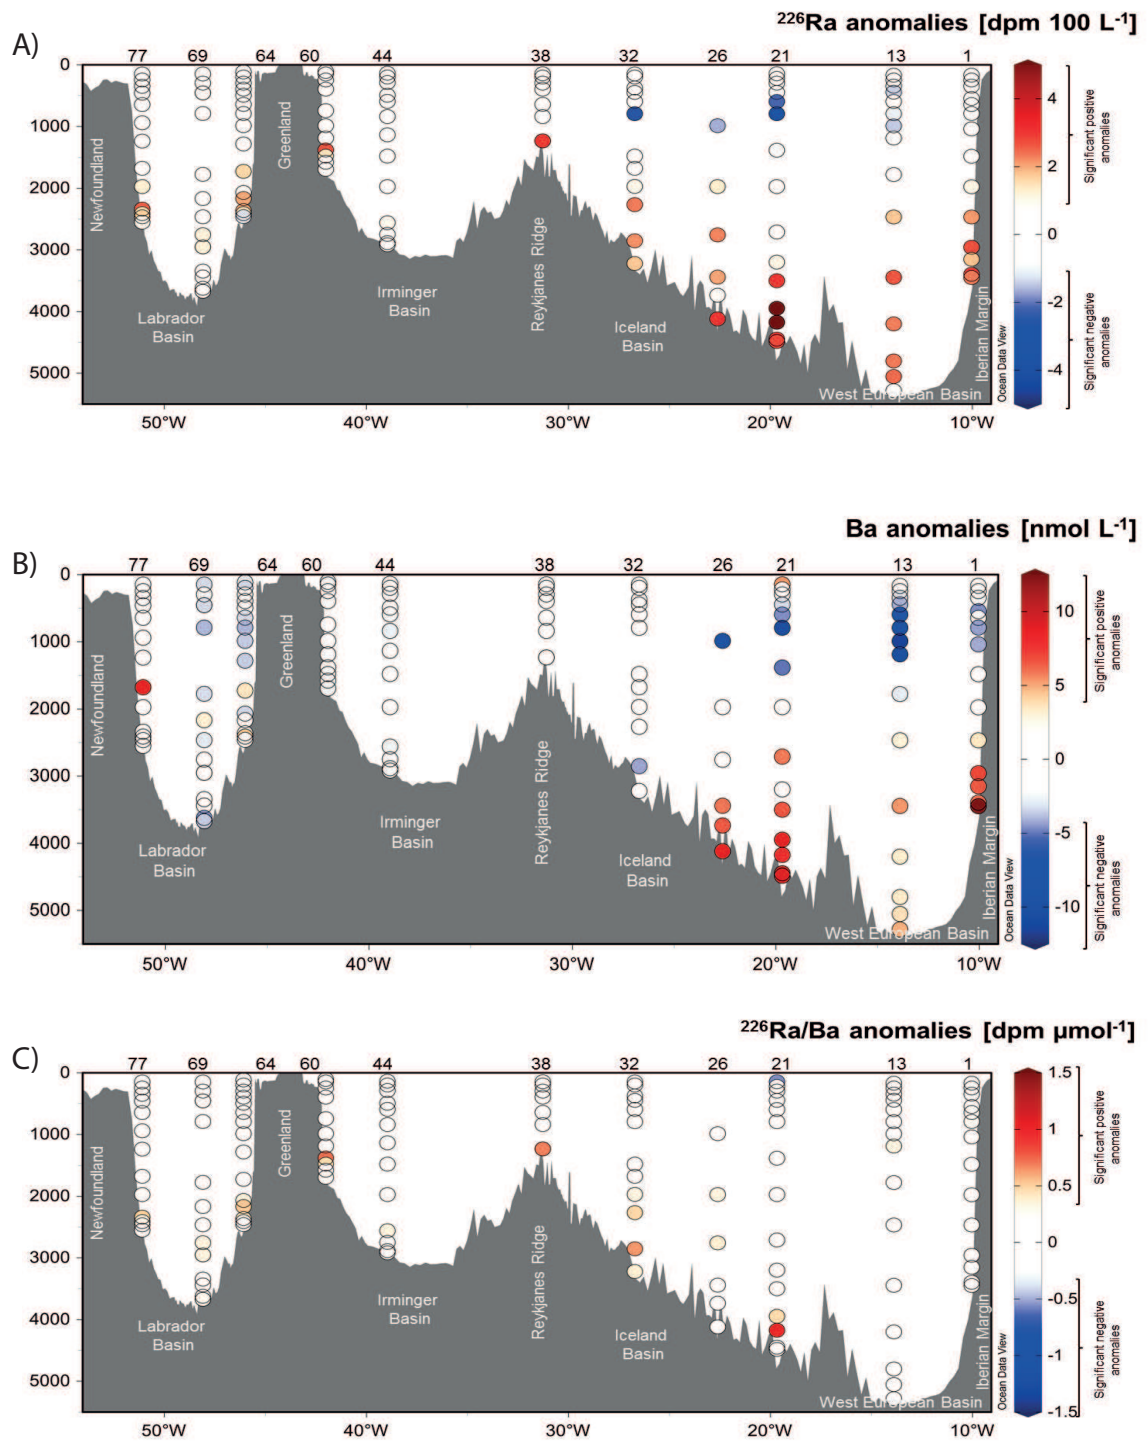 ²²⁶Ra anomalies [dpm 100 L⁻¹]
A)
77 69 64 60 44 38 32 26 21 13 1
0
1000
2000
3000
4000
5000
Newfoundland
Labrador
Basin
Greenland
Irminger
Basin
Reykjanes Ridge
Iceland
Basin
West European Basin
Iberian Margin
Ocean Data View
4
2
0
-2
-4
Significant positive
anomalies
Significant negative
anomalies
50°W 40°W 30°W 20°W 10°W
Ba anomalies [nmol L⁻¹]
B)
77 69 64 60 44 38 32 26 21 13 1
0
1000
2000
3000
4000
5000
Newfoundland
Labrador
Basin
Greenland
Irminger
Basin
Reykjanes Ridge
Iceland
Basin
West European Basin
Iberian Margin
Ocean Data View
10
5
0
-5
-10
Significant positive
anomalies
Significant negative
anomalies
50°W 40°W 30°W 20°W 10°W
²²⁶Ra/Ba anomalies [dpm µmol⁻¹]
C)
77 69 64 60 44 38 32 26 21 13 1
0
1000
2000
3000
4000
5000
Newfoundland
Labrador
Basin
Greenland
Irminger
Basin
Reykjanes Ridge
Iceland
Basin
West European Basin
Iberian Margin
Ocean Data View
1.5
1
0.5
0
-0.5
-1
-1.5
Significant positive
anomalies
Significant negative
anomalies
50°W 40°W 30°W 20°W 10°W